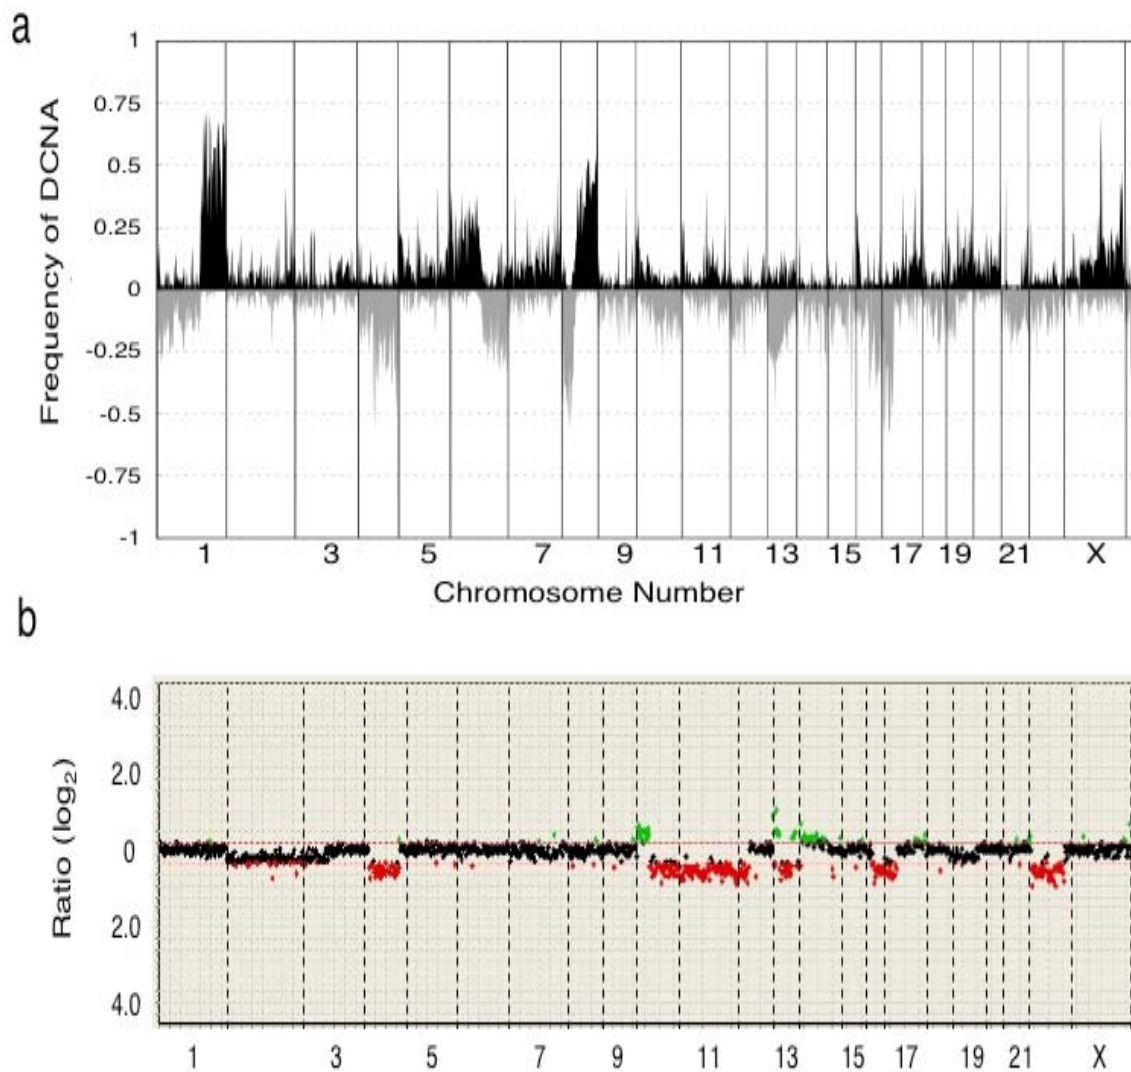 a
1
0.75
0.5
0.25
0
-0.25
-0.5
-0.75
-1
Frequency of DCNA
1 3 5 7 9 11 13 15 17 19 21 X
Chromosome Number
b
4.0
2.0
0
2.0
4.0
Ratio (log₂)
1 3 5 7 9 11 13 15 17 19 21 X